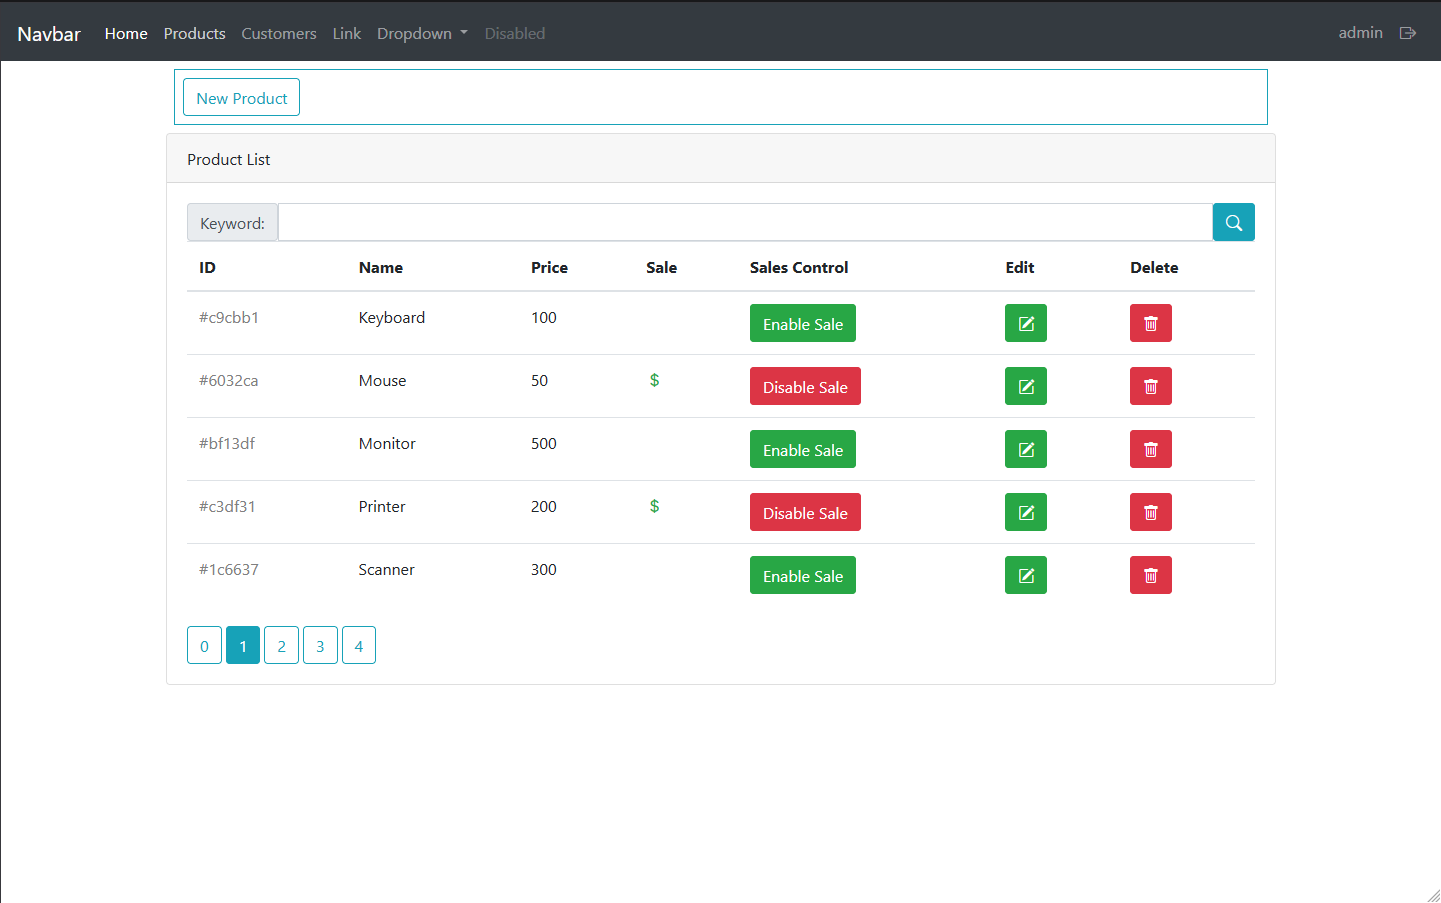 Navbar Home Products Customers Link Dropdown Disabled admin
New Product
Product List
Keyword:
ID Name Price Sale Sales Control Edit Delete
#c9cbb1 Keyboard 100 Enable Sale
#6032ca Mouse 50 $ Disable Sale
#bf13df Monitor 500 Enable Sale
#c3df31 Printer 200 $ Disable Sale
#1c6637 Scanner 300 Enable Sale
0 1 2 3 4